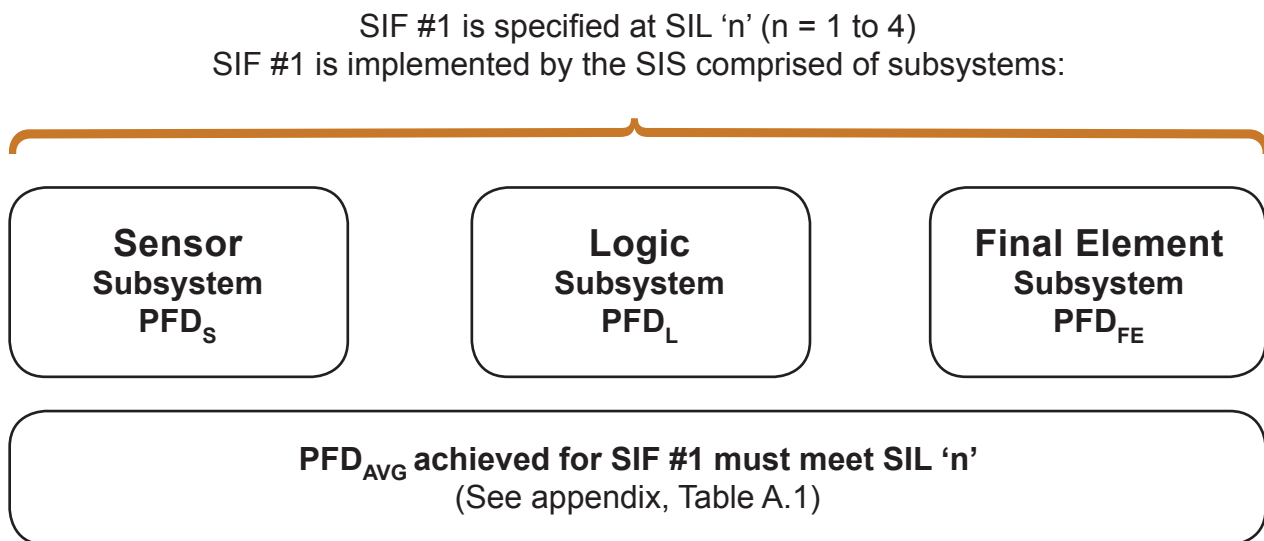 SIF #1 is specified at SIL ‘n’ (n = 1 to 4)
SIF #1 is implemented by the SIS comprised of subsystems:
Sensor
Subsystem
PFDS
Logic
Subsystem
PFDL
Final Element
Subsystem
PFDFE
PFDAVG achieved for SIF #1 must meet SIL ‘n’
(See appendix, Table A.1)